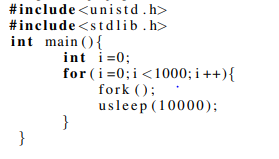 #include<unistd.h>
#include<stdlib.h>
int main(){
int i=0;
for(i=0;i<1000;i++){
fork();
usleep(10000);
}
}